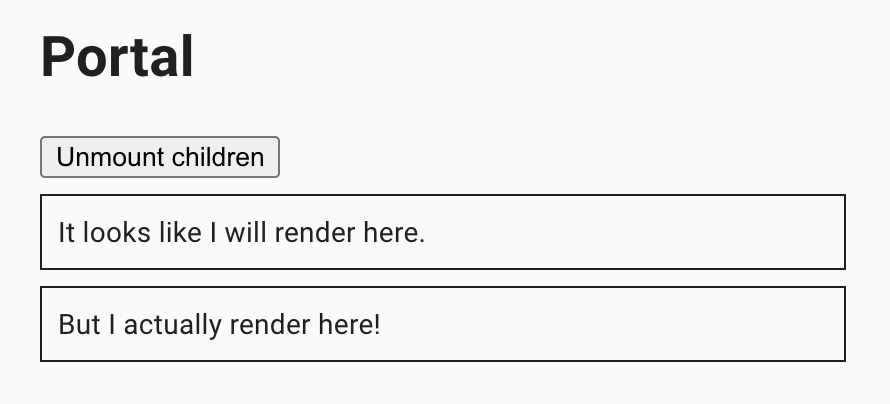 Portal
Unmount children
It looks like I will render here.
But I actually render here!